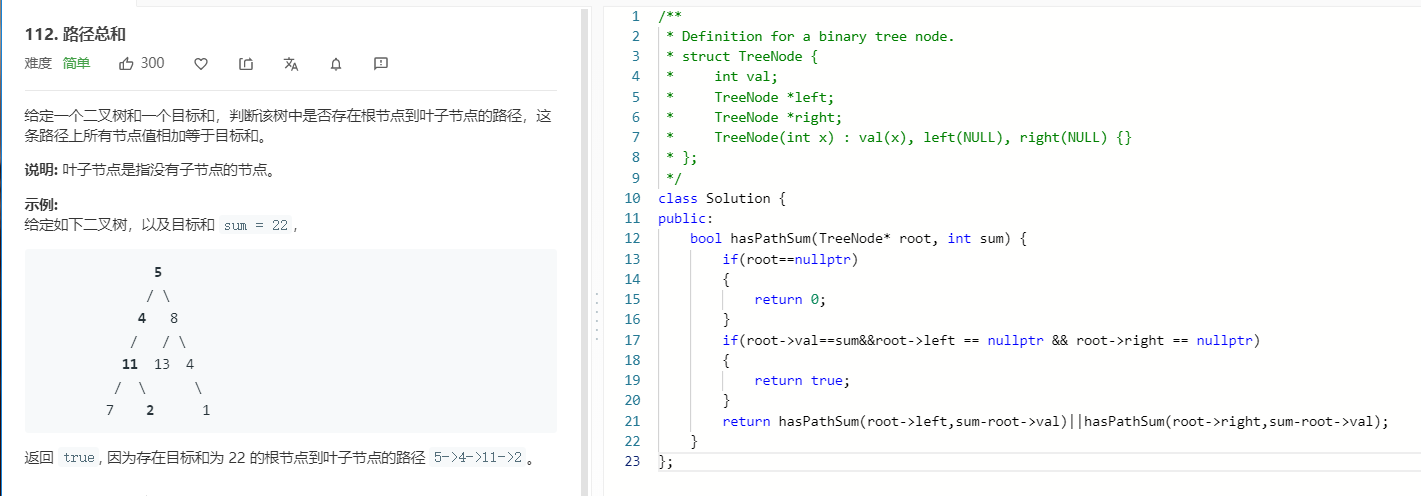 112. 路径总和
难度 简单 300
给定一个二叉树和一个目标和，判断该树中是否存在根节点到叶子节点的路径，这
条路径上所有节点值相加等于目标和。
说明: 叶子节点是指没有子节点的节点。
示例:
给定如下二叉树，以及目标和 sum = 22，
5
/ \
4 8
/ / \
11 13 4
/ \ \
7 2 1
返回 true, 因为存在目标和为 22 的根节点到叶子节点的路径 5->4->11->2。
1 /**
2 * Definition for a binary tree node.
3 * struct TreeNode {
4 * int val;
5 * TreeNode *left;
6 * TreeNode *right;
7 * TreeNode(int x) : val(x), left(NULL), right(NULL) {}
8 * };
9 */
10 class Solution {
11 public:
12 bool hasPathSum(TreeNode* root, int sum) {
13 if(root==nullptr)
14 {
15 return 0;
16 }
17 if(root->val==sum&&root->left == nullptr && root->right == nullptr)
18 {
19 return true;
20 }
21 return hasPathSum(root->left,sum-root->val)||hasPathSum(root->right,sum-root->val);
22 }
23 };